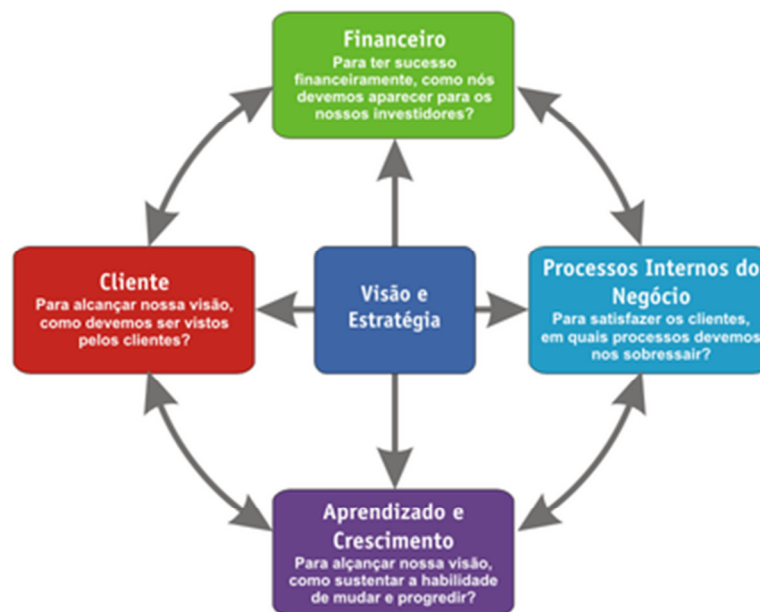 Financeiro
Para ter sucesso
financeiramente, como nós
devemos aparecer para os
nossos investidores?
Cliente
Para alcançar nossa visão,
como devemos ser vistos
pelos clientes?
Visão e
Estratégia
Processos Internos do
Negócio
Para satisfazer os clientes,
em quais processos devemos
nos sobressair?
Aprendizado e
Crescimento
Para alçançar nossa visão,
como sustentar a habilidade
de mudar e progredir?